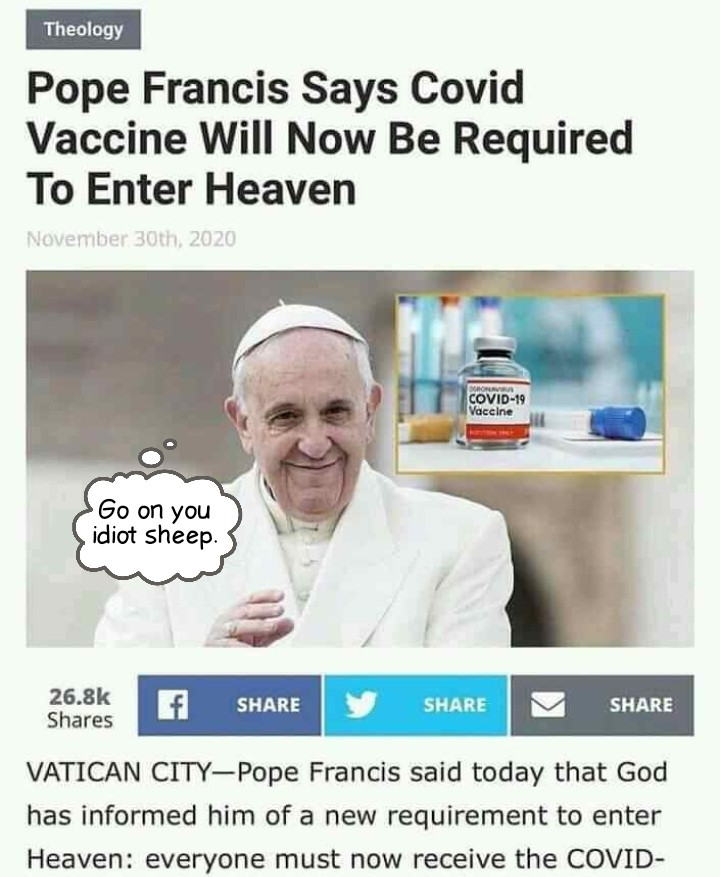 Theology
Pope Francis Says Covid
Vaccine Will Now Be Required
To Enter Heaven
November 30th, 2020
CORONAVIRUS
COVID-19
Vaccine
Go on you
idiot sheep.
26.8k
Shares
SHARE
SHARE
SHARE
VATICAN CITY—Pope Francis said today that God
has informed him of a new requirement to enter
Heaven: everyone must now receive the COVID-